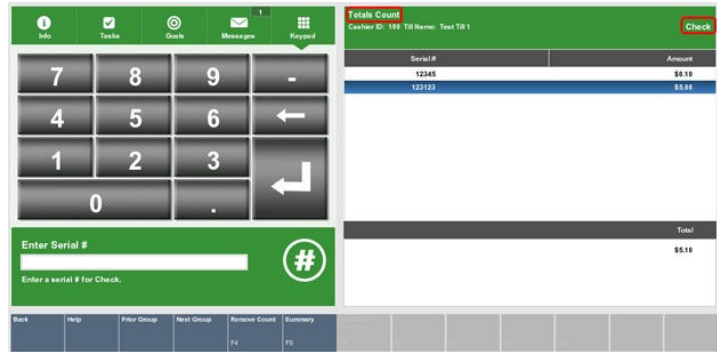 1
Info Tasks Goals Messages Keypad
7 8 9 -
4 5 6
1 2 3
0 .
Enter Serial #
#
Enter a serial # for Check.
Totals Count
Cashier ID: 100 Till Name: Test Till 1
Check
Serial # Amount
12345 $0.10
123123 $5.00
Total
$5.10
Back Help Prior Group Next Group Remove Count Summary
F4 F5